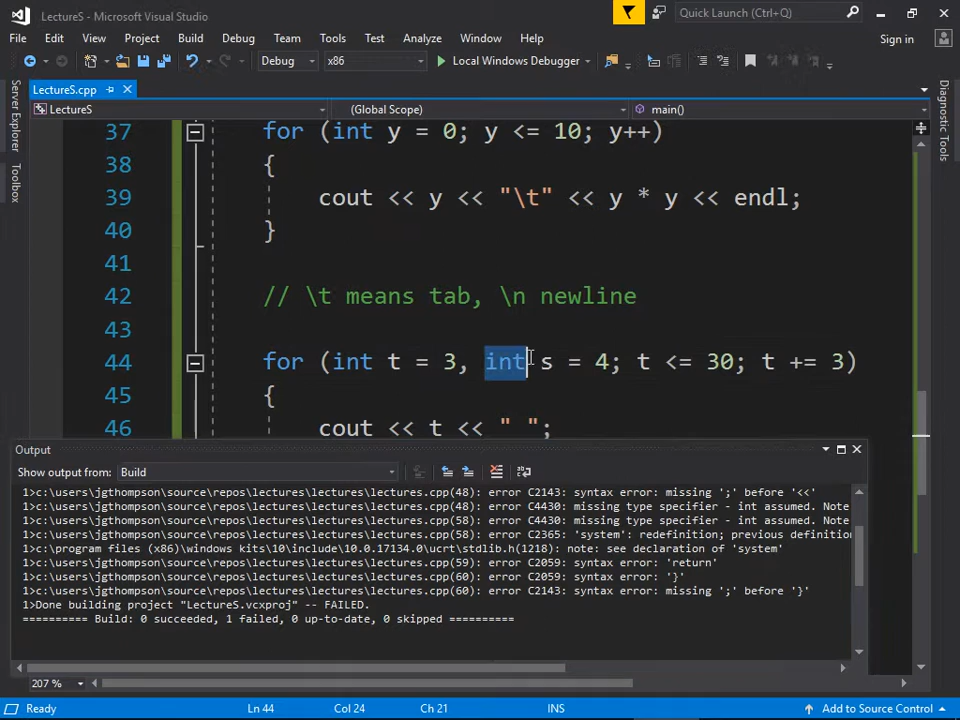 LectureS - Microsoft Visual Studio
Quick Launch (Ctrl+Q)
File Edit View Project Build Debug Team Tools Test Analyze Window Help
Sign in
Debug x86 Local Windows Debugger
LectureS.cpp
LectureS (Global Scope) main()
Server Explorer
Toolbox
Diagnostic Tools
37 for (int y = 0; y <= 10; y++)
38 {
39 cout << y << "\t" << y * y << endl;
40 }
41
42 // \t means tab, \n newline
43
44 for (int t = 3, int s = 4; t <= 30; t += 3)
45 {
46 cout << t << " ";
Output
Show output from: Build
1>c:\users\jgthompson\source\repos\lectures\lectures\lectures.cpp(48): error C2143: syntax error: missing ';' before '<<'
1>c:\users\jgthompson\source\repos\lectures\lectures\lectures.cpp(48): error C4430: missing type specifier - int assumed. Note
1>c:\users\jgthompson\source\repos\lectures\lectures\lectures.cpp(58): error C4430: missing type specifier - int assumed. Note
1>c:\users\jgthompson\source\repos\lectures\lectures\lectures.cpp(58): error C2365: 'system': redefinition; previous definitio
1>c:\program files (x86)\windows kits\10\include\10.0.17134.0\ucrt\stdlib.h(1218): note: see declaration of 'system'
1>c:\users\jgthompson\source\repos\lectures\lectures\lectures.cpp(59): error C2059: syntax error: 'return'
1>c:\users\jgthompson\source\repos\lectures\lectures\lectures.cpp(60): error C2059: syntax error: '}'
1>c:\users\jgthompson\source\repos\lectures\lectures\lectures.cpp(60): error C2143: syntax error: missing ';' before '}'
1>Done building project "LectureS.vcxproj" -- FAILED.
========== Build: 0 succeeded, 1 failed, 0 up-to-date, 0 skipped ==========
207 %
Ready Ln 44 Col 24 Ch 21 INS Add to Source Control